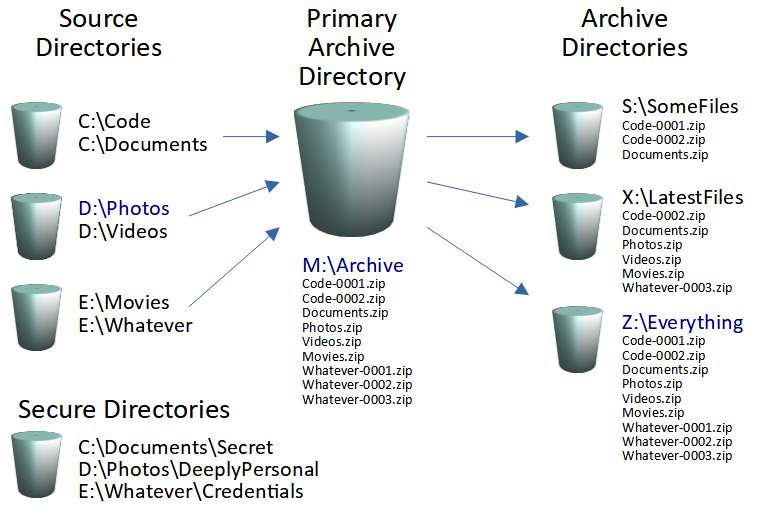 Source
Directories
C:\Code
C:\Documents
D:\Photos
D:\Videos
E:\Movies
E:\Whatever
Secure Directories
C:\Documents\Secret
D:\Photos\DeeplyPersonal
E:\Whatever\Credentials
Primary
Archive
Directory
M:\Archive
Code-0001.zip
Code-0002.zip
Documents.zip
Photos.zip
Videos.zip
Movies.zip
Whatever-0001.zip
Whatever-0002.zip
Whatever-0003.zip
Archive
Directories
S:\SomeFiles
Code-0001.zip
Code-0002.zip
Documents.zip
X:\LatestFiles
Code-0002.zip
Documents.zip
Photos.zip
Videos.zip
Movies.zip
Whatever-0003.zip
Z:\Everything
Code-0001.zip
Code-0002.zip
Documents.zip
Photos.zip
Videos.zip
Movies.zip
Whatever-0001.zip
Whatever-0002.zip
Whatever-0003.zip